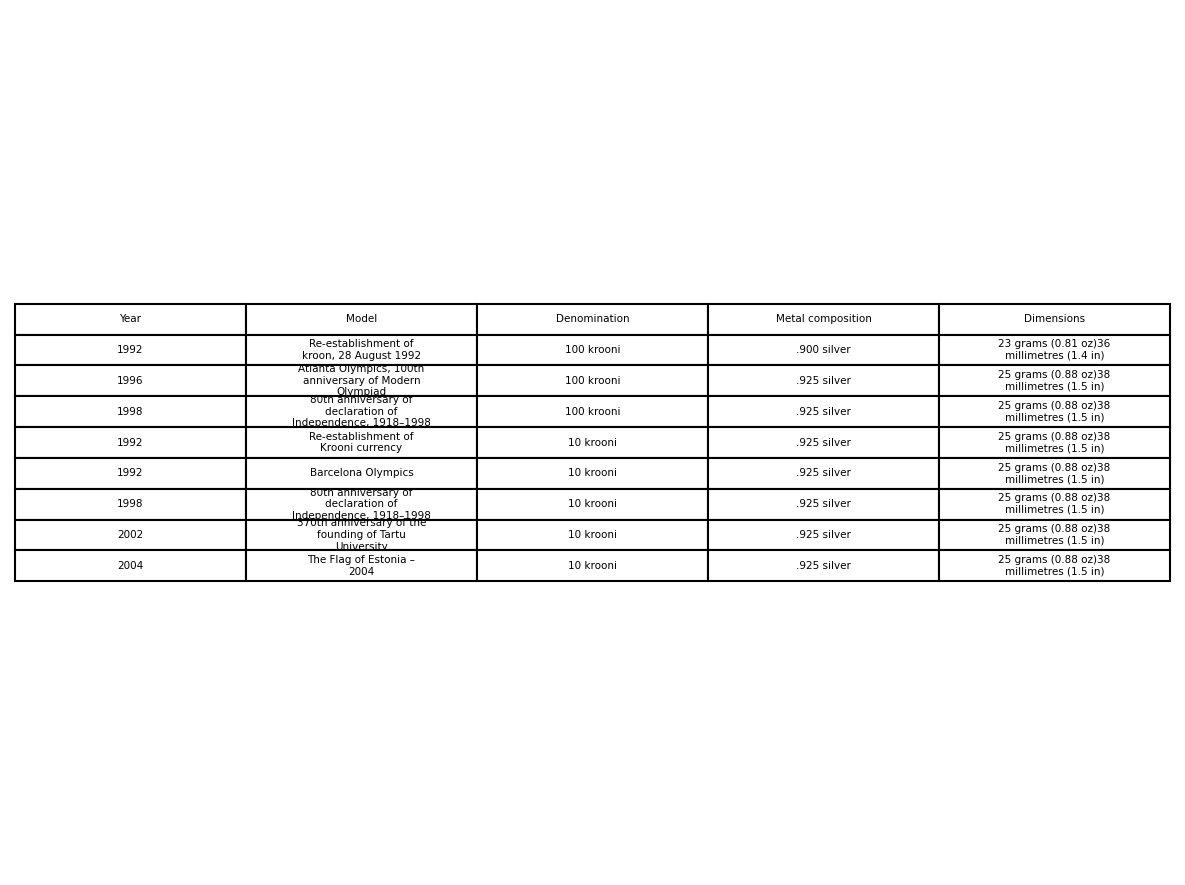 Year Model Denomination Metal composition Dimensions
1992 Re-establishment of kroon, 28 August 1992 100 krooni .900 silver 23 grams (0.81 oz)36 millimetres (1.4 in)
1996 Atlanta Olympics, 100th anniversary of Modern Olympiad 100 krooni .925 silver 25 grams (0.88 oz)38 millimetres (1.5 in)
1998 80th anniversary of declaration of Independence, 1918–1998 100 krooni .925 silver 25 grams (0.88 oz)38 millimetres (1.5 in)
1992 Re-establishment of Krooni currency 10 krooni .925 silver 25 grams (0.88 oz)38 millimetres (1.5 in)
1992 Barcelona Olympics 10 krooni .925 silver 25 grams (0.88 oz)38 millimetres (1.5 in)
1998 80th anniversary of declaration of Independence, 1918–1998 10 krooni .925 silver 25 grams (0.88 oz)38 millimetres (1.5 in)
2002 370th anniversary of the founding of Tartu University 10 krooni .925 silver 25 grams (0.88 oz)38 millimetres (1.5 in)
2004 The Flag of Estonia – 2004 10 krooni .925 silver 25 grams (0.88 oz)38 millimetres (1.5 in)